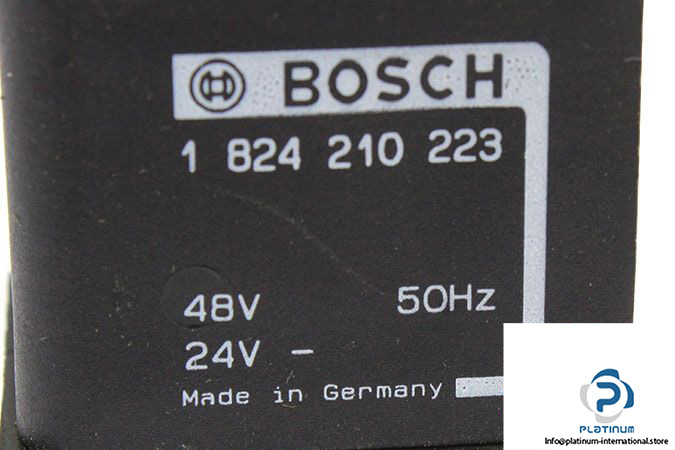 BOSCH
1 824 210 223
48V 50Hz
24V -
Made in Germany
PLATINUM
info@platinum-international.store